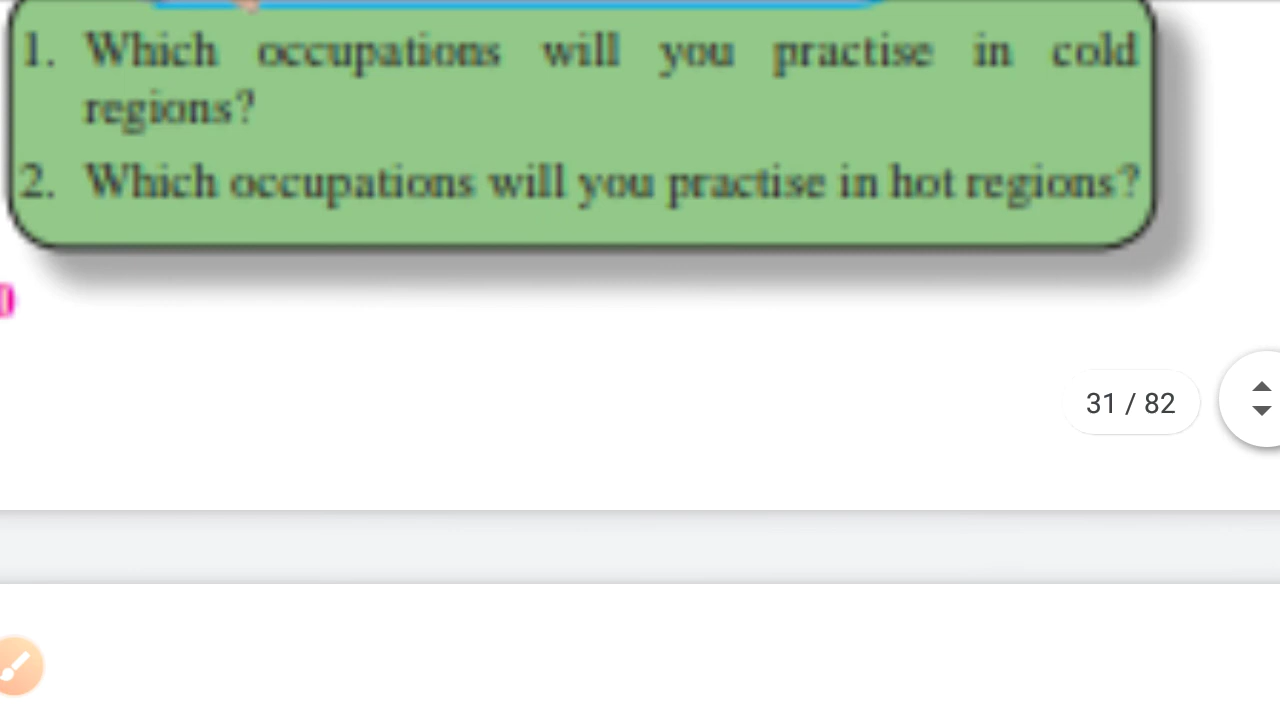 1. Which occupations will you practise in cold
regions?
2. Which occupations will you practise in hot regions?
31 / 82